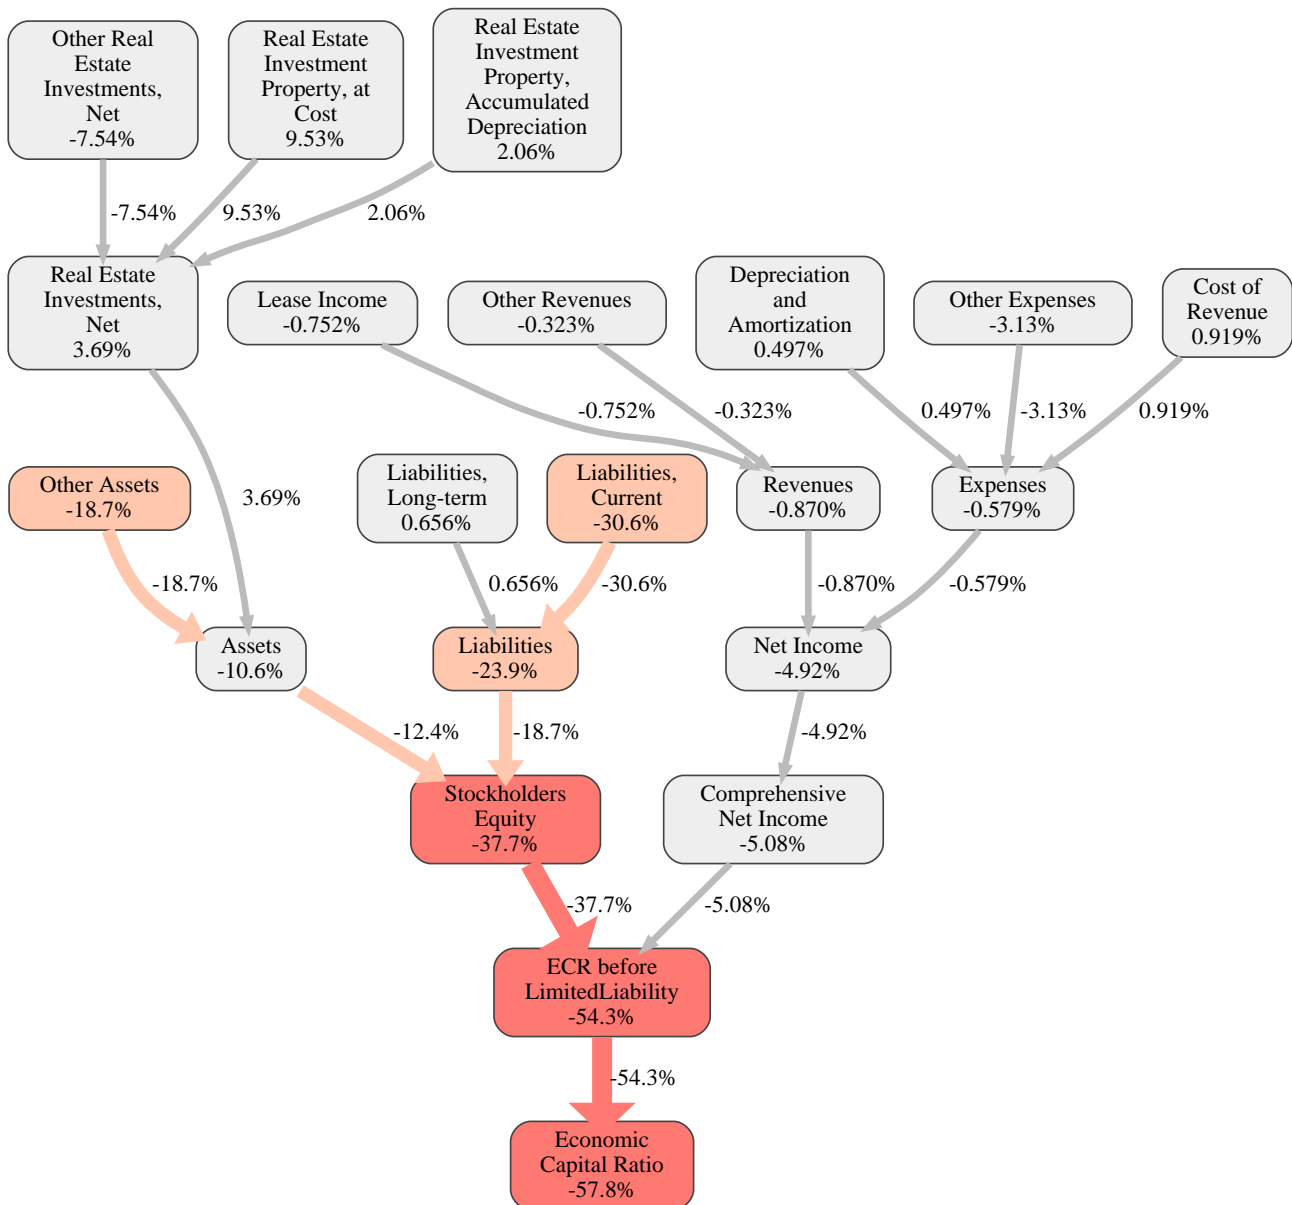 Other Real
Estate
Investments,
Net
-7.54%
Real Estate
Investment
Property, at
Cost
9.53%
Real Estate
Investment
Property,
Accumulated
Depreciation
2.06%
-7.54%
9.53%
2.06%
Real Estate
Investments,
Net
3.69%
Lease Income
-0.752%
Other Revenues
-0.323%
Depreciation
and
Amortization
0.497%
Other Expenses
-3.13%
Cost of
Revenue
0.919%
-0.752%
-0.323%
0.497%
-3.13%
0.919%
Other Assets
-18.7%
3.69%
Liabilities,
Long-term
0.656%
Liabilities,
Current
-30.6%
Revenues
-0.870%
Expenses
-0.579%
-18.7%
0.656%
-30.6%
-0.870%
-0.579%
Assets
-10.6%
Liabilities
-23.9%
Net Income
-4.92%
-12.4%
-18.7%
-4.92%
Stockholders
Equity
-37.7%
Comprehensive
Net Income
-5.08%
-37.7%
-5.08%
ECR before
LimitedLiability
-54.3%
-54.3%
Economic
Capital Ratio
-57.8%